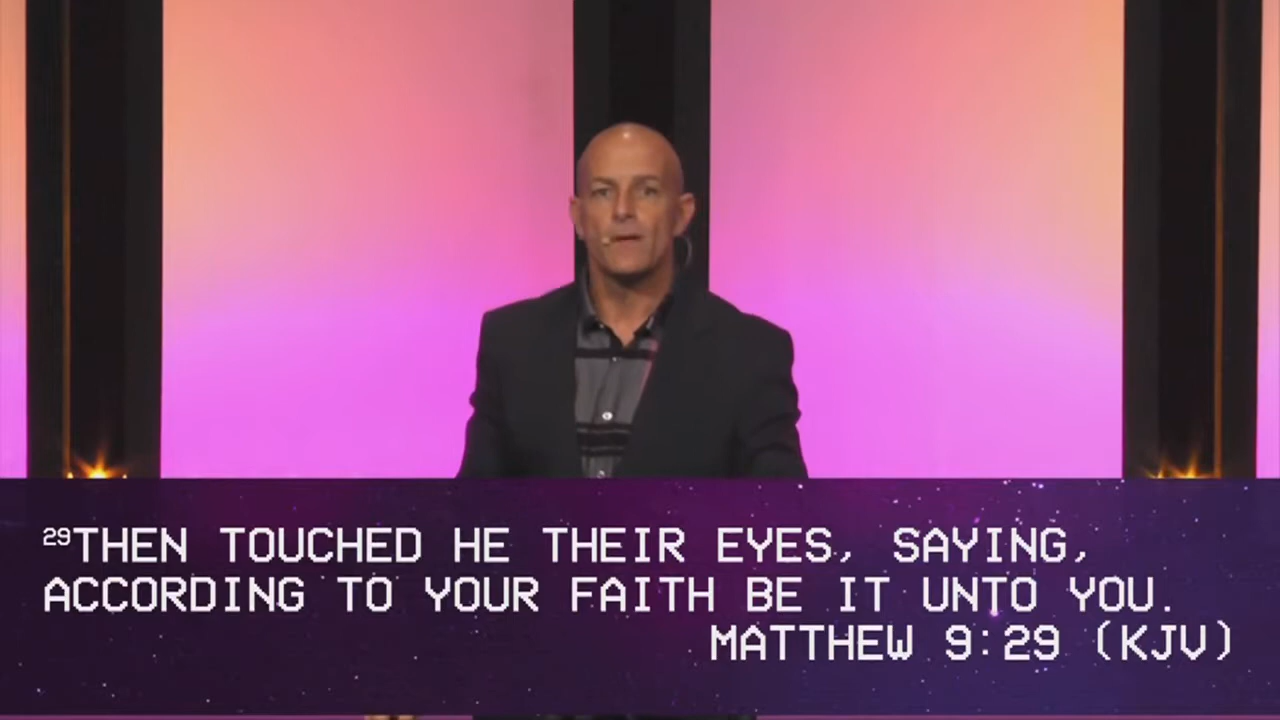 29THEN TOUCHED HE THEIR EYES, SAYING,
ACCORDING TO YOUR FAITH BE IT UNTO YOU.
MATTHEW 9:29 (KJV)